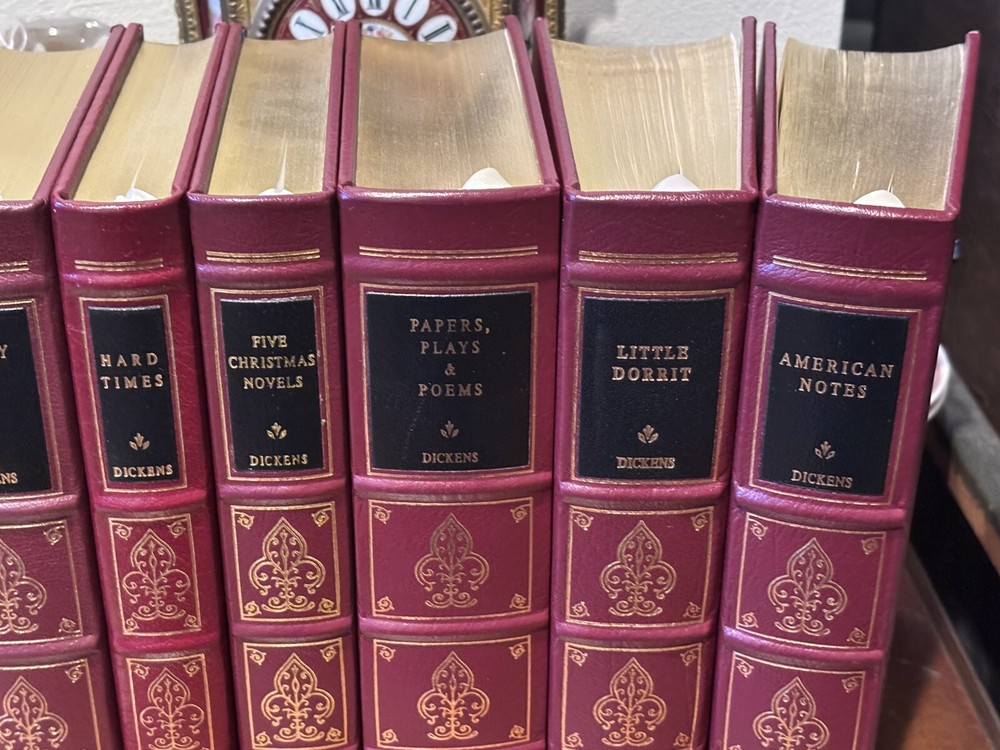 HARD
TIMES
DICKENS
FIVE
CHRISTMAS
NOVELS
DICKENS
PAPERS,
PLAYS
&
POEMS
DICKENS
LITTLE
DORRIT
DICKENS
AMERICAN
NOTES
DICKENS